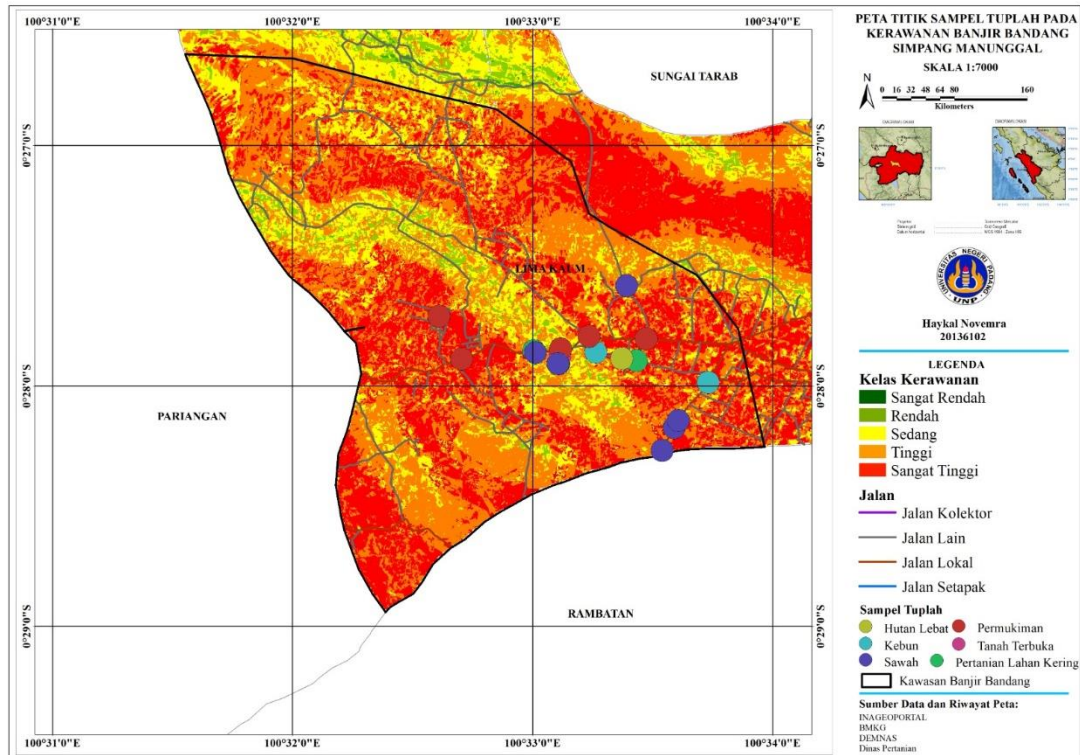 100°31'0"E 100°32'0"E 100°33'0"E 100°34'0"E
0°27'0"S
0°28'0"S
0°29'0"S
0°27'0"S
0°28'0"S
0°29'0"S
100°31'0"E 100°32'0"E 100°33'0"E 100°34'0"E
SUNGAI TARAB
LIMA KAUM
PARIANGAN
RAMBATAN
PETA TITIK SAMPEL TUPLAH PADA
KERAWANAN BANJIR BANDANG
SIMPANG MANUNGGAL
SKALA 1:7000
N
0 16 32 48 64 80 160
Kilometers
UNIVERSITAS NEGERI PADANG
UNP
Haykal Novemra
20136102
LEGENDA
Kelas Kerawanan
Sangat Rendah
Rendah
Sedang
Tinggi
Sangat Tinggi
Jalan
Jalan Kolektor
Jalan Lain
Jalan Lokal
Jalan Setapak
Sampel Tuplah
Hutan Lebat Permukiman
Kebun Tanah Terbuka
Sawah Pertanian Lahan Kering
Kawasan Banjir Bandang
Sumber Data dan Riwayat Peta:
INAGEOPORTAL
BMKG
DEMNAS
Dinas Pertanian